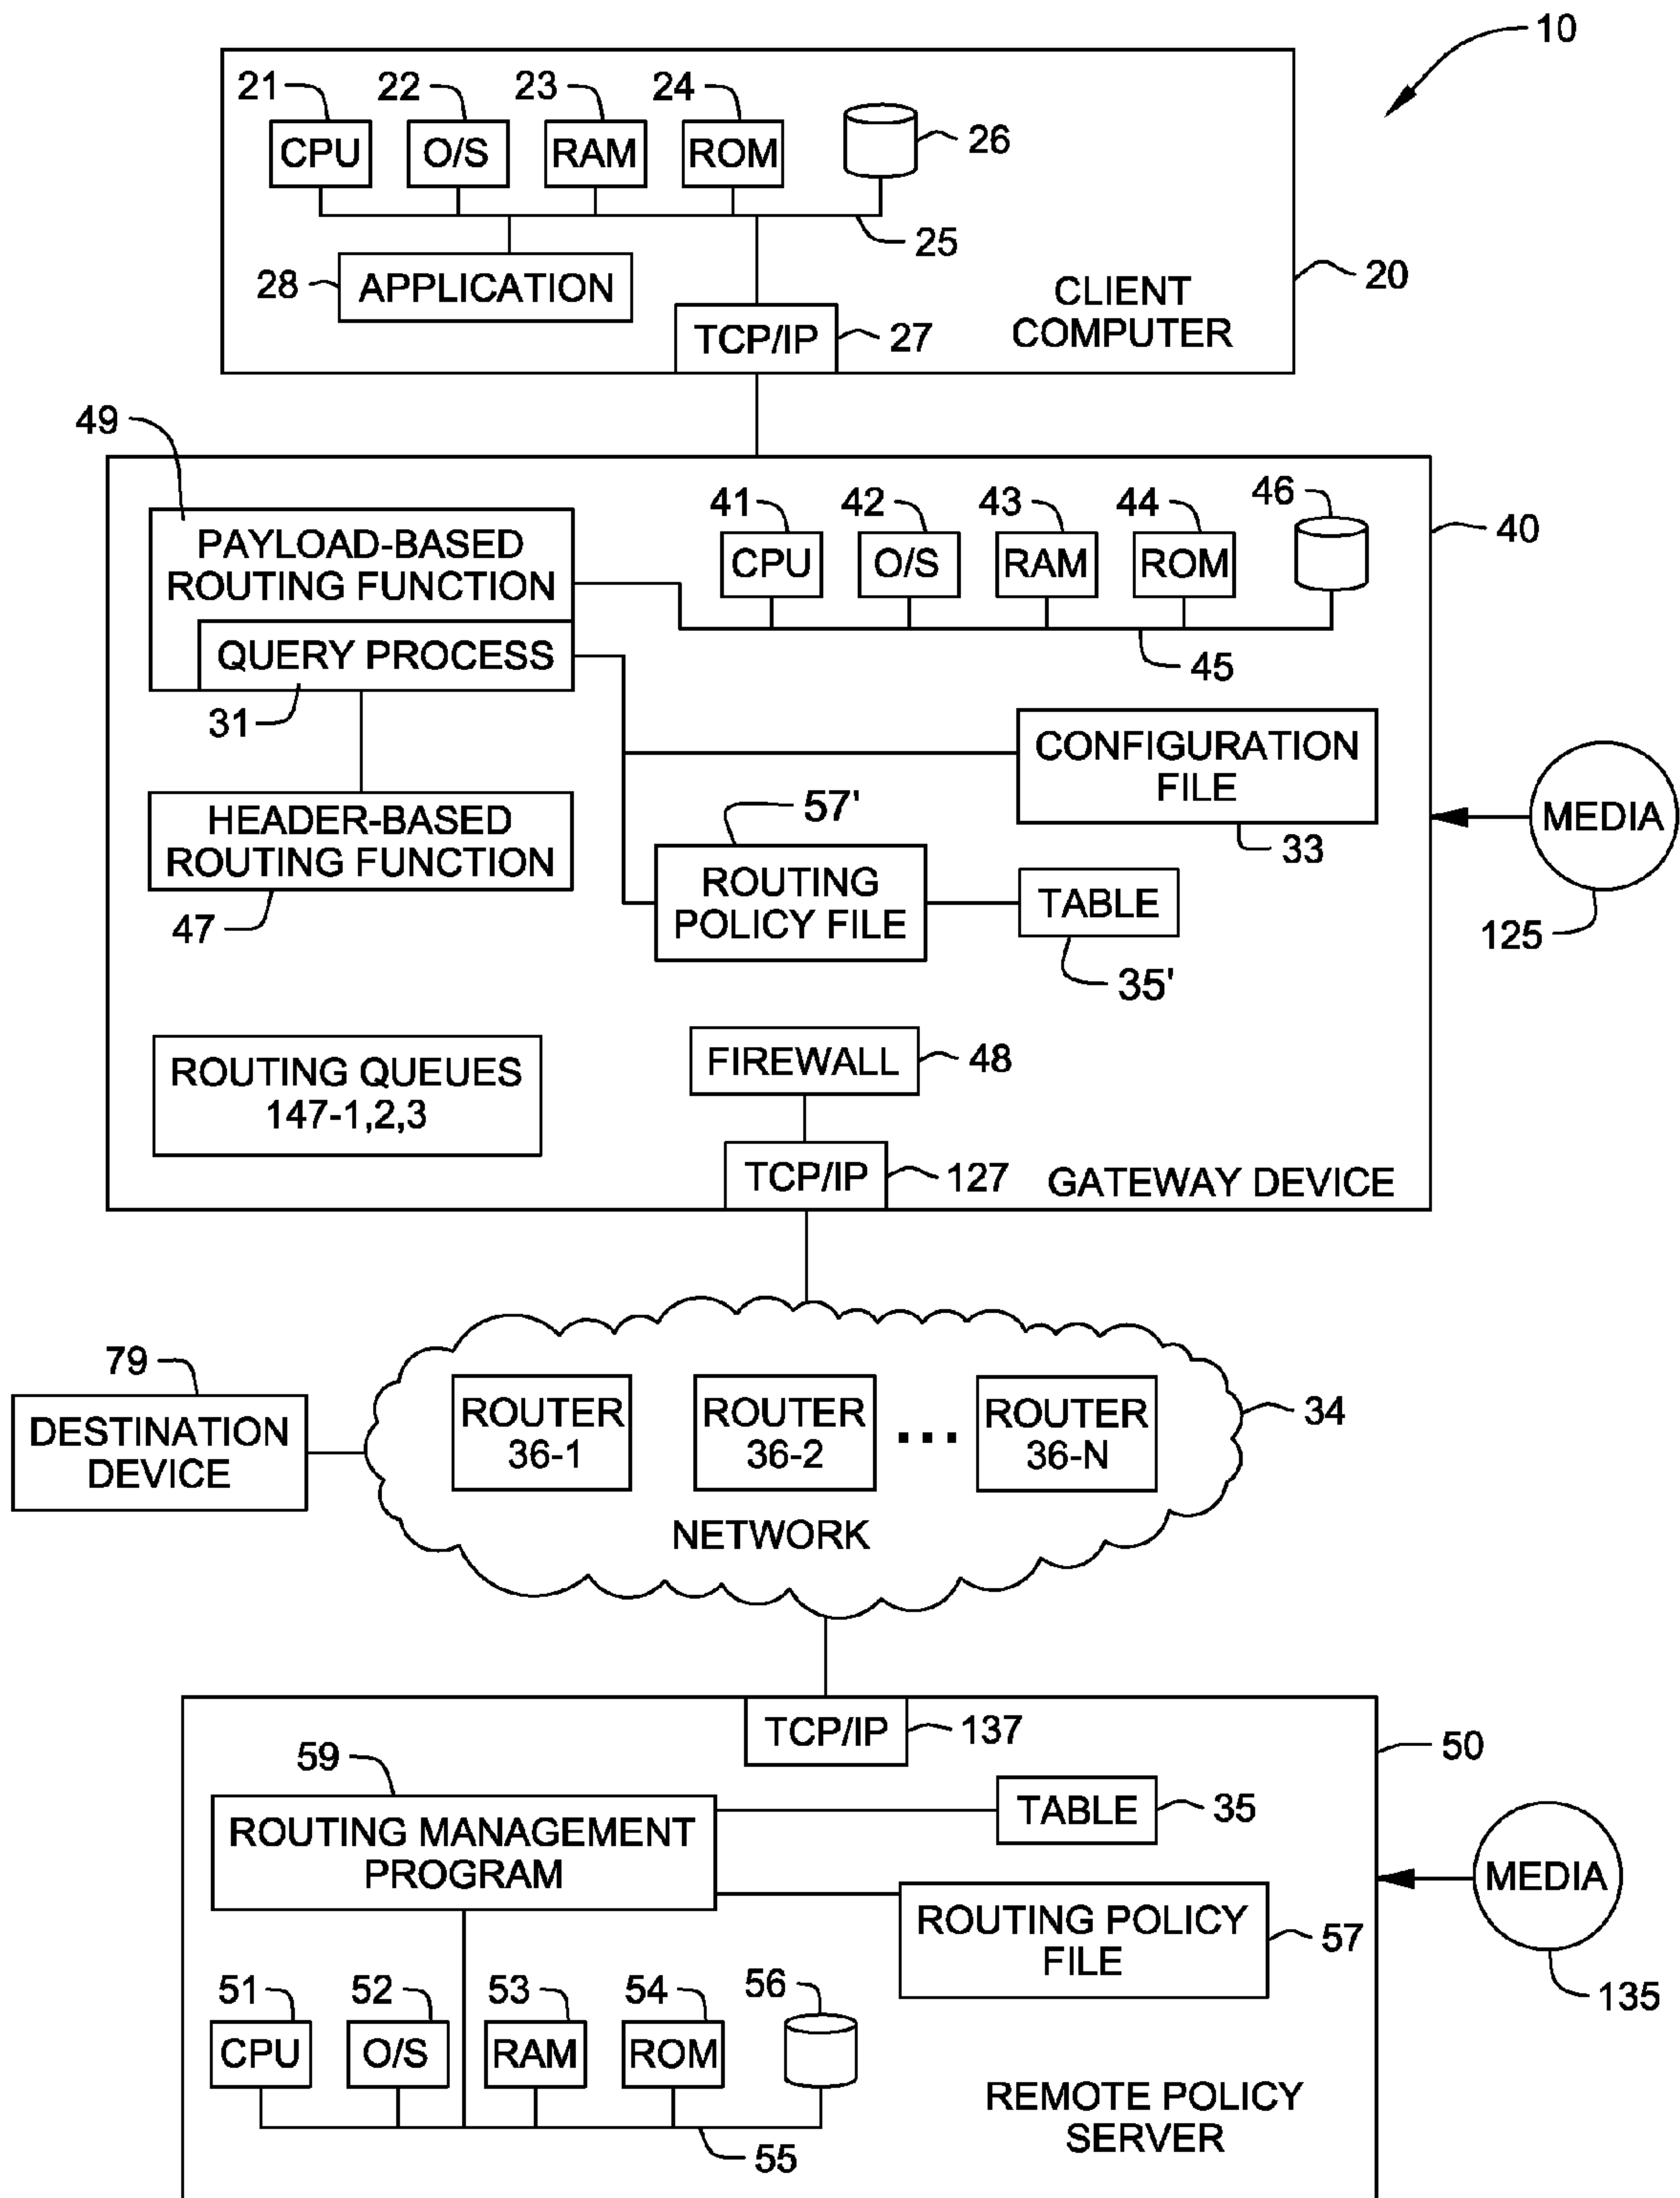 10
21
22
23
24
CPU
O/S
RAM
ROM
26
25
28
APPLICATION
CLIENT
COMPUTER
20
TCP/IP
27
49
41
42
43
44
46
40
PAYLOAD-BASED
ROUTING FUNCTION
CPU
O/S
RAM
ROM
QUERY PROCESS
45
31
CONFIGURATION
FILE
33
MEDIA
125
HEADER-BASED
ROUTING FUNCTION
47
57'
ROUTING
POLICY FILE
TABLE
35'
ROUTING QUEUES
147-1,2,3
FIREWALL
48
TCP/IP
127
GATEWAY DEVICE
79
DESTINATION
DEVICE
ROUTER
36-1
ROUTER
36-2
...
ROUTER
36-N
34
NETWORK
TCP/IP
137
50
59
ROUTING MANAGEMENT
PROGRAM
TABLE
35
MEDIA
135
ROUTING POLICY
FILE
57
51
52
53
54
56
CPU
O/S
RAM
ROM
55
REMOTE POLICY
SERVER